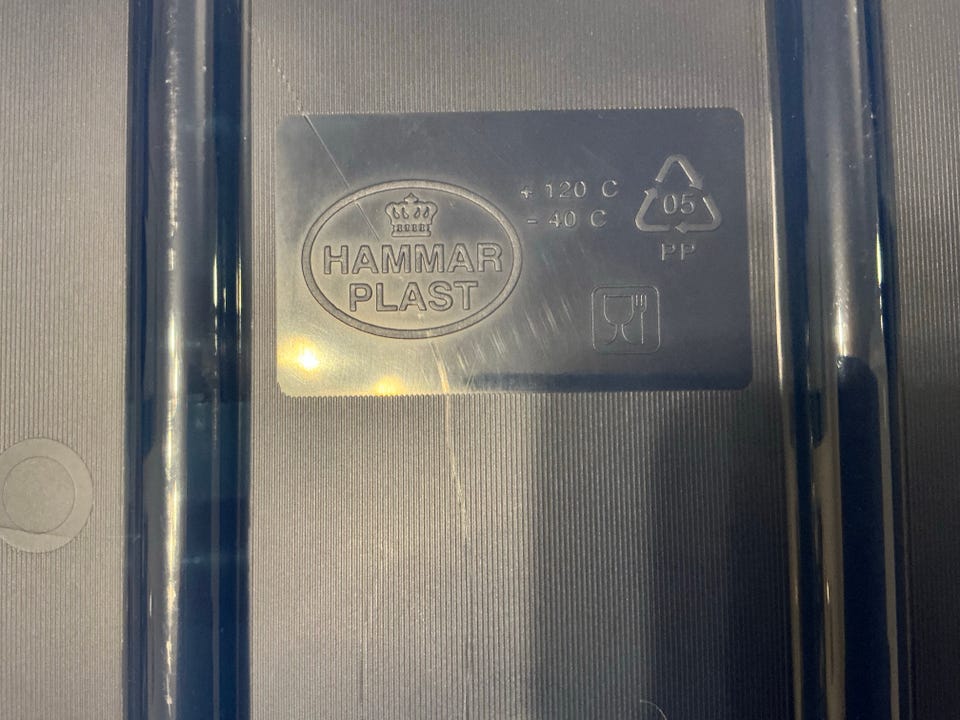 HAMMAR
PLAST
+ 120 C
- 40 C
05
PP